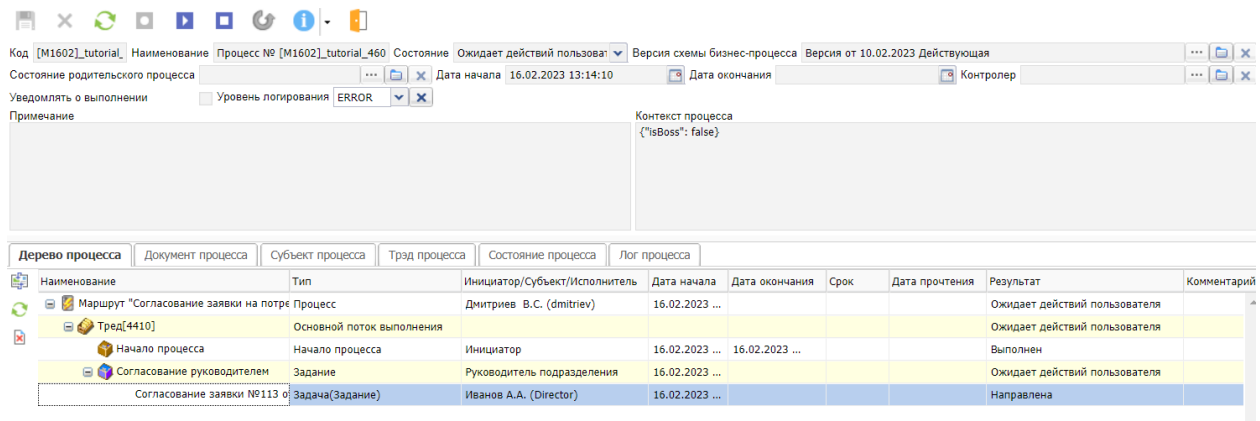 Код [M1602]_tutorial_ Наименование Процесс № [M1602]_tutorial_460 Состояние Ожидает действий пользоват Версия схемы бизнес-процесса Версия от 10.02.2023 Действующая
Состояние родительского процесса Дата начала 16.02.2023 13:14:10 Дата окончания Контролер
Уведомлять о выполнении Уровень логирования ERROR
Примечание Контекст процесса
{"isBoss": false}
Дерево процесса Документ процесса Субъект процесса Трэд процесса Состояние процесса Лог процесса
Наименование Тип Инициатор/Субъект/Исполнитель Дата начала Дата окончания Срок Дата прочтения Результат Комментарий
Маршрут "Согласование заявки на потре Процесс Дмитриев В.С. (dmitriev) 16.02.2023 ... Ожидает действий пользователя
Тред[4410] Основной поток выполнения Ожидает действий пользователя
Начало процесса Начало процесса Инициатор 16.02.2023 ... 16.02.2023 ... Выполнен
Согласование руководителем Задание Руководитель подразделения 16.02.2023 ... Ожидает действий пользователя
Согласование заявки №113 о Задача(Задание) Иванов А.А. (Director) 16.02.2023 ... Направлена